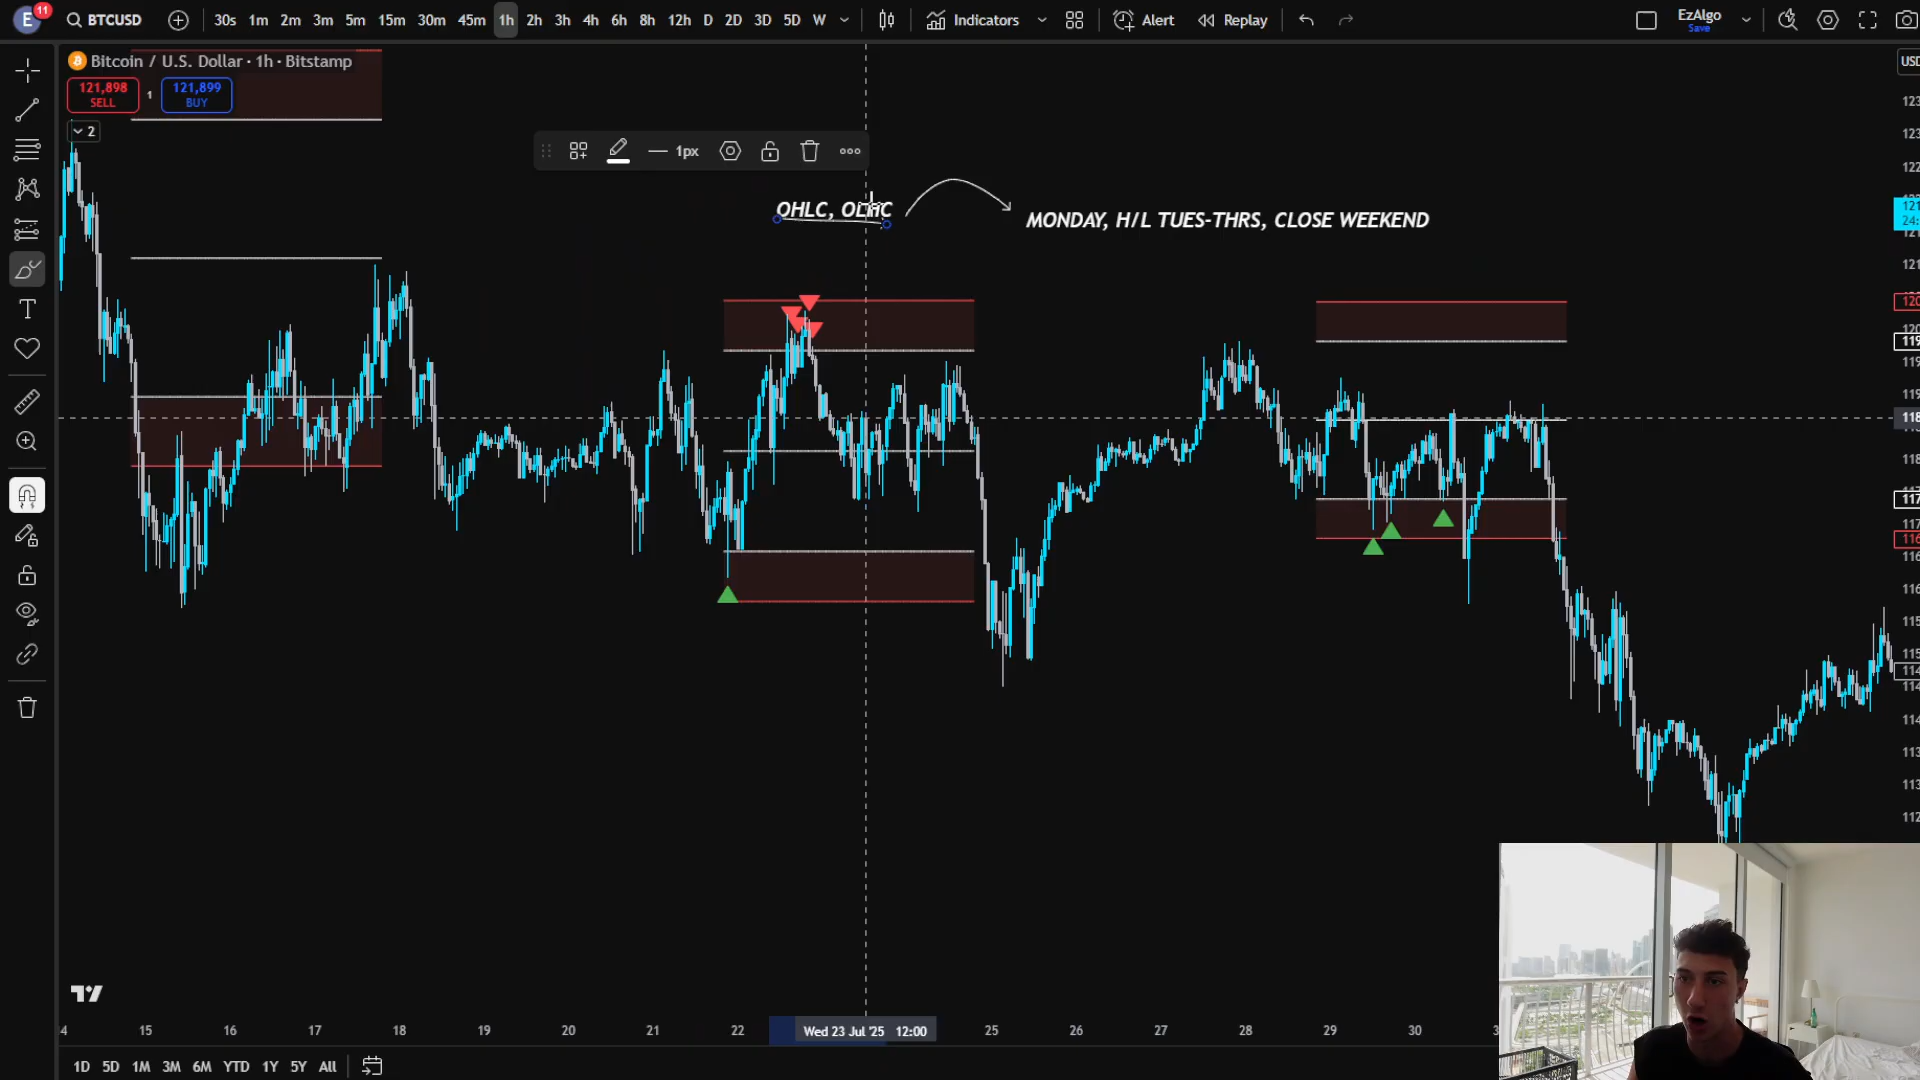 E 11 BTCUSD 30s 1m 2m 3m 5m 15m 30m 45m 1h 2h 3h 4h 6h 8h 12h D 2D 3D 5D W Indicators Alert Replay EzAlgo
Save
Bitcoin / U.S. Dollar · 1h · Bitstamp
USD
121,898 SELL 1 121,899 BUY
2
1px
OHLC, OLHC
MONDAY, H/L TUES-THRS, CLOSE WEEKEND
15 16 17 18 19 20 21 22 Wed 23 Jul '25 12:00 25 26 27 28 29 30
1D 5D 1M 3M 6M YTD 1Y 5Y All